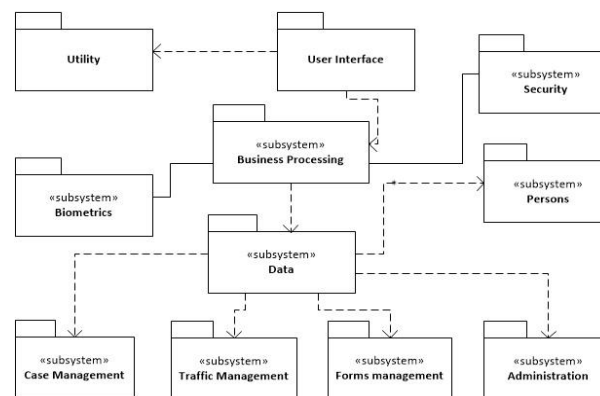 Utility
User Interface
«subsystem»
Security
«subsystem»
Business Processing
«subsystem»
Biometrics
«subsystem»
Persons
«subsystem»
Data
«subsystem»
Case Management
«subsystem»
Traffic Management
«subsystem»
Forms management
«subsystem»
Administration